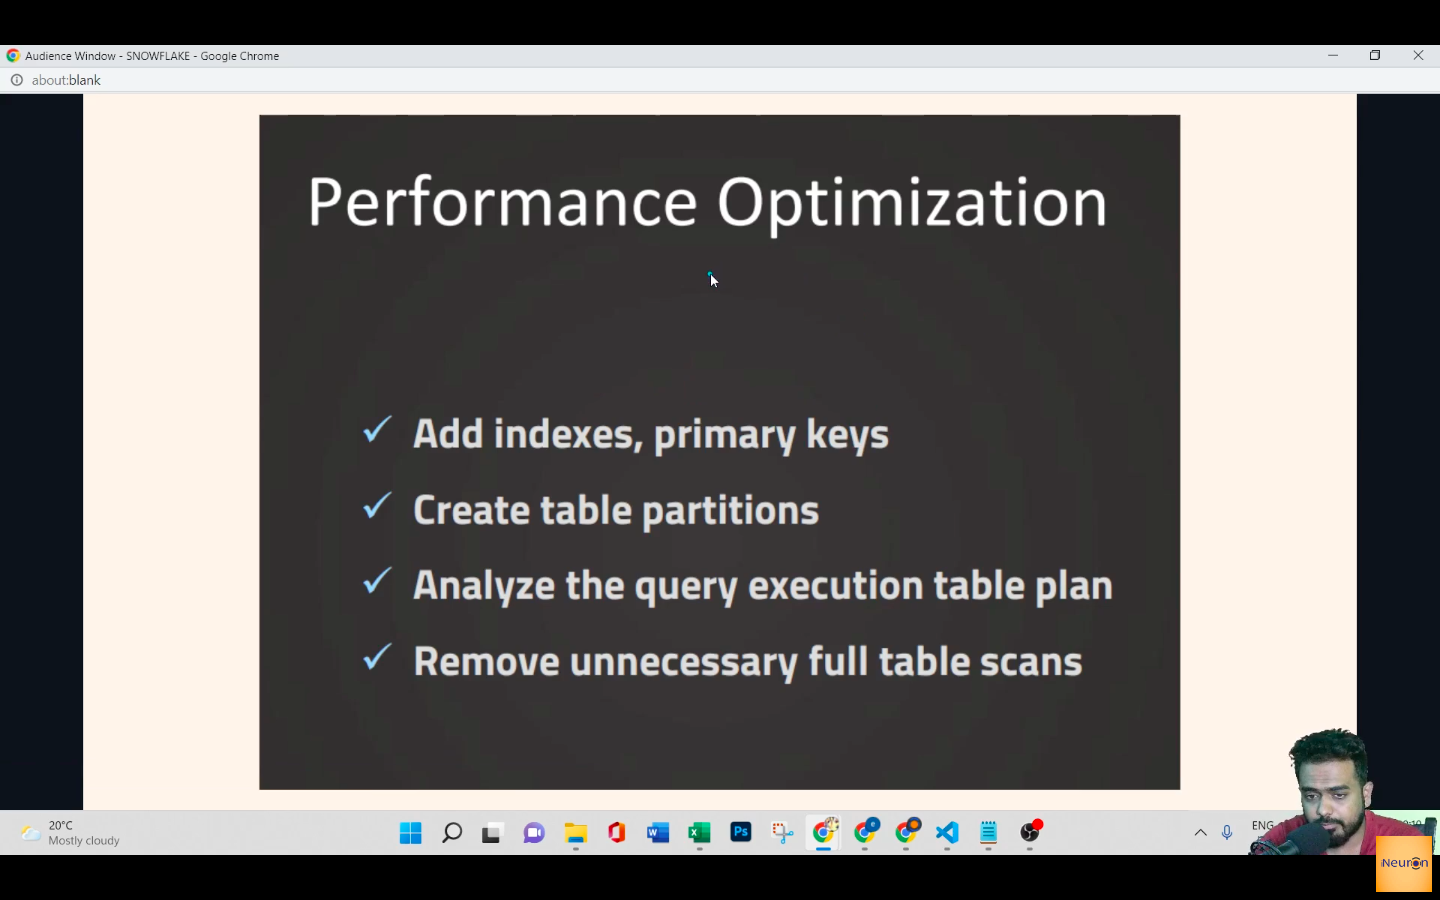 Audience Window - SNOWFLAKE - Google Chrome
about:blank
Performance Optimization
✓ Add indexes, primary keys
✓ Create table partitions
✓ Analyze the query execution table plan
✓ Remove unnecessary full table scans
20°C
Mostly cloudy
ENG
Neuron